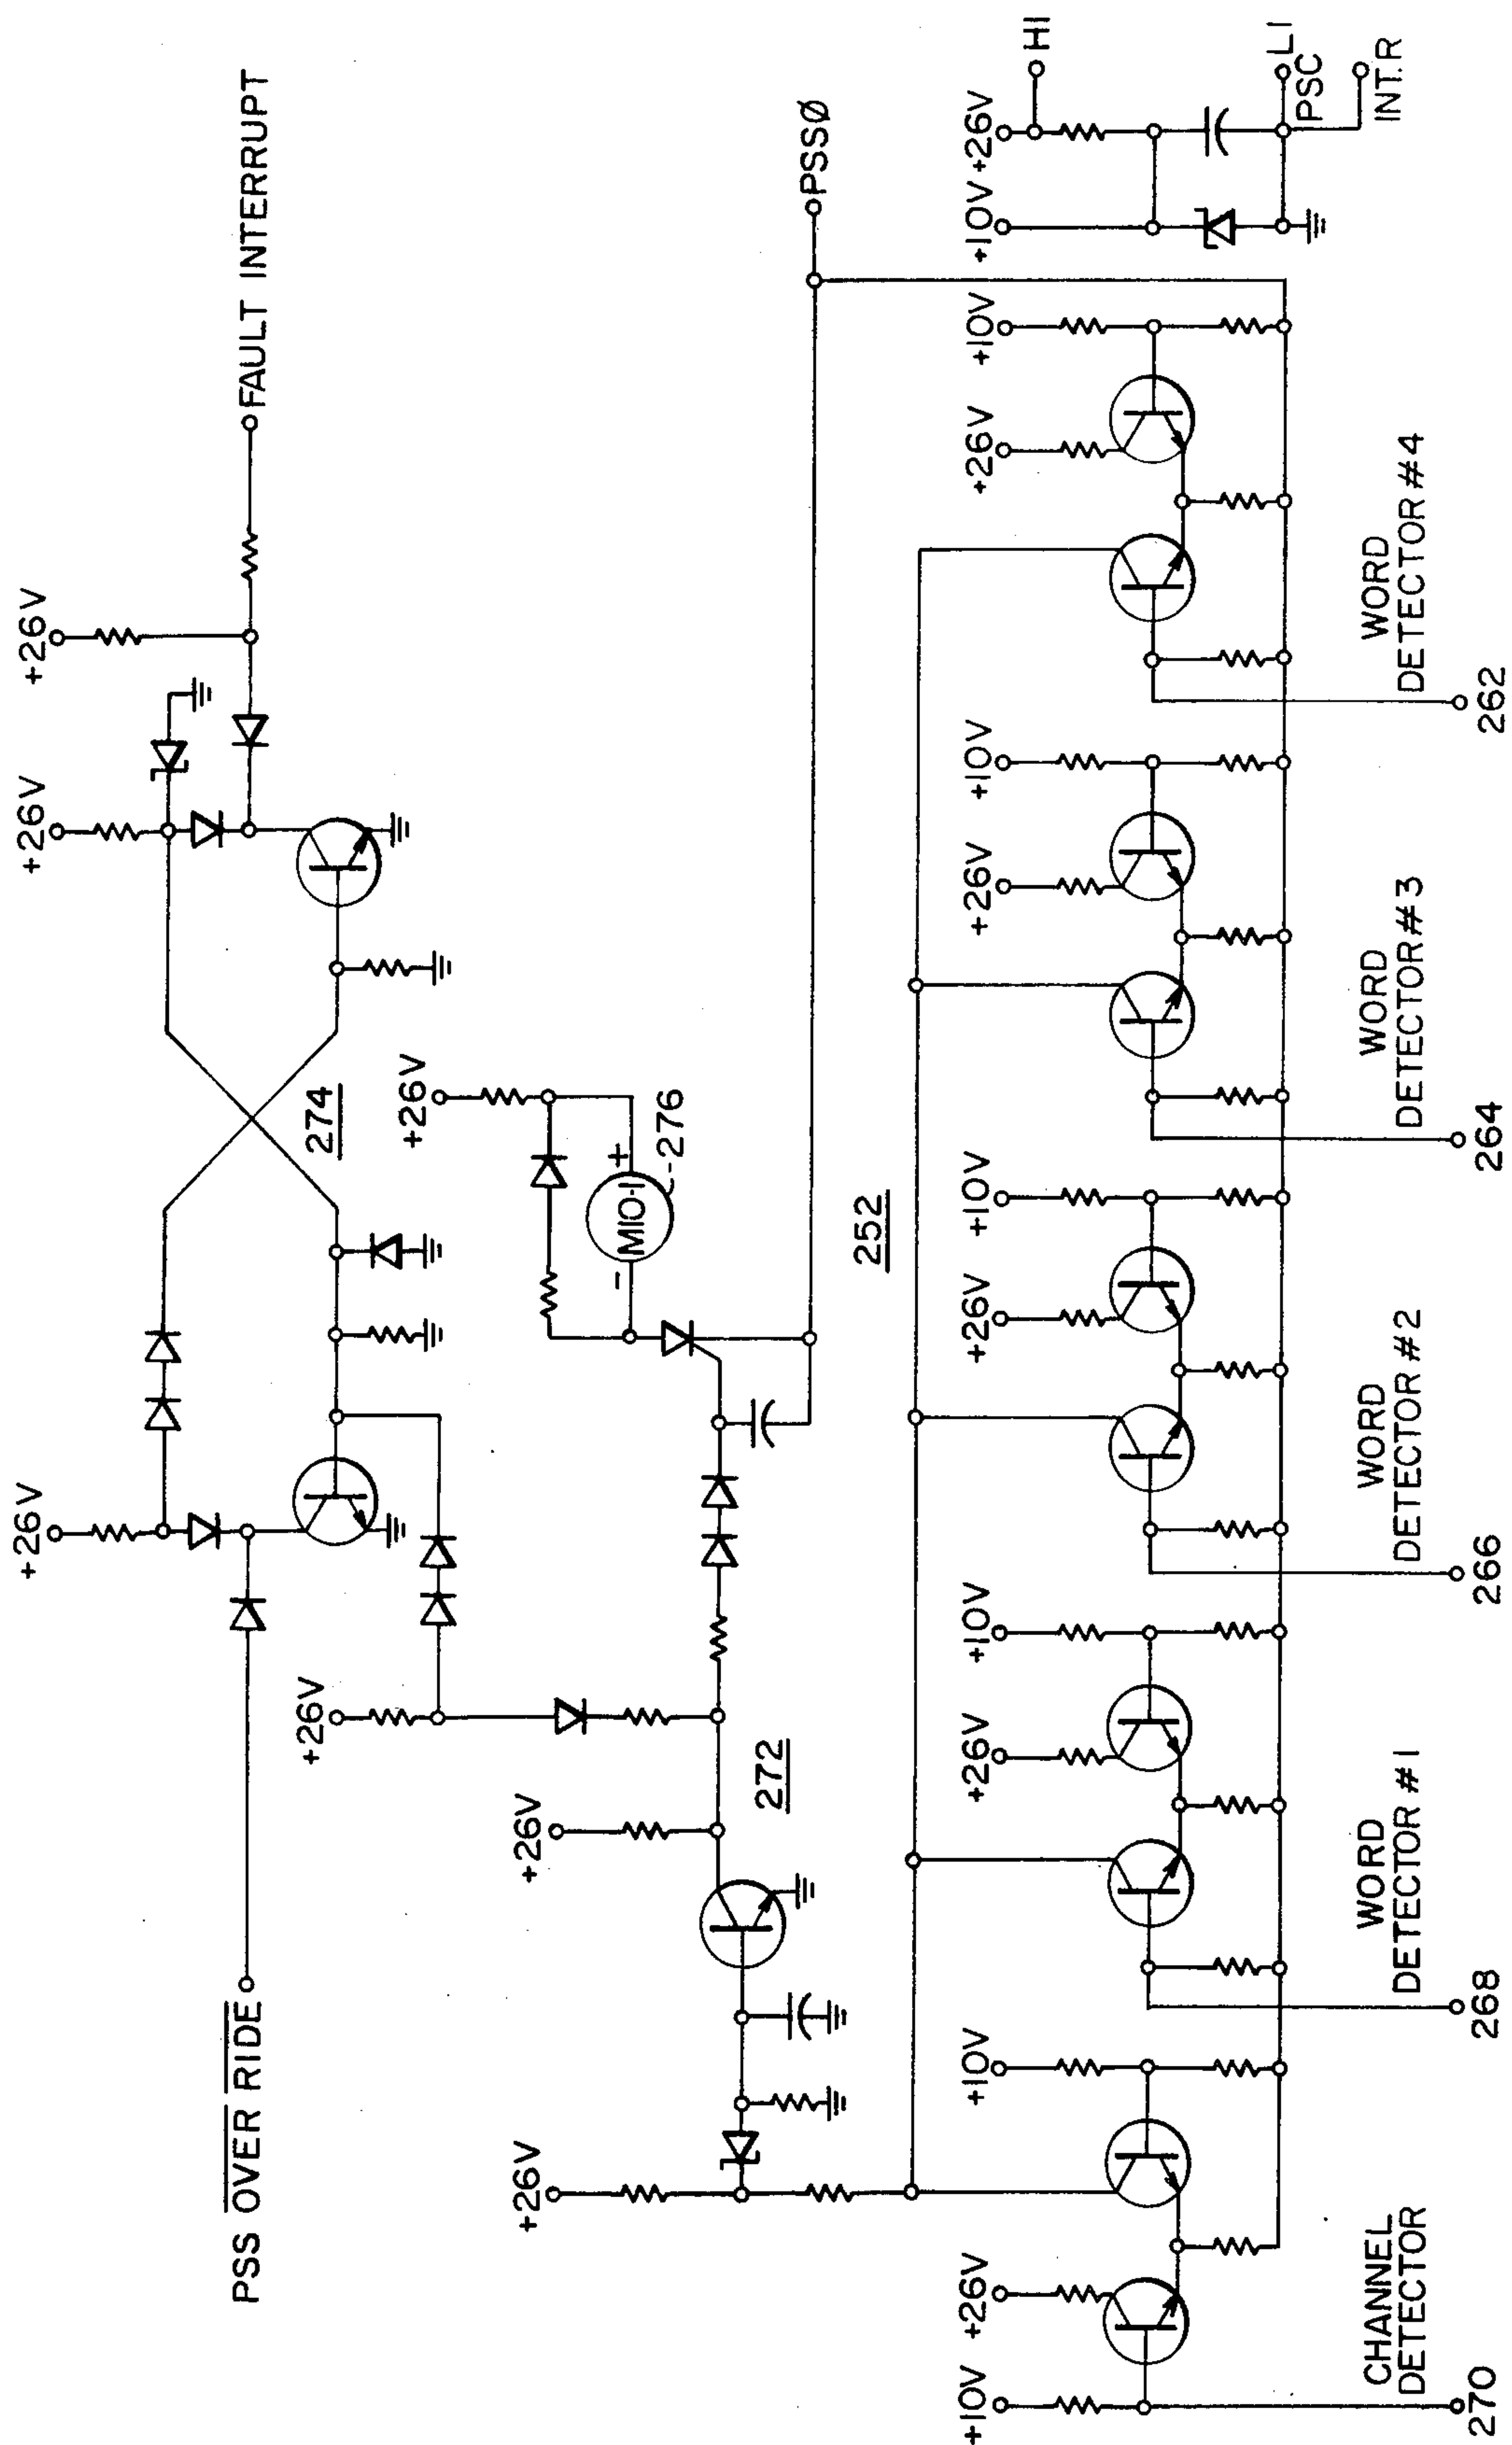 +26V
+26V
+26V
PSS OVER RIDE
FAULT INTERRUPT
+26V
274
+26V
+26V
+26V
- M10-1 +
276
272
PSSØ
252
+10V
+26V
+10V
+26V
+10V
+26V
+10V
+26V
+10V
+26V
+10V
+10V
+26V
HI
LI
PSC
INT. R
CHANNEL
DETECTOR
270
WORD
DETECTOR #1
268
WORD
DETECTOR #2
266
WORD
DETECTOR #3
264
WORD
DETECTOR #4
262